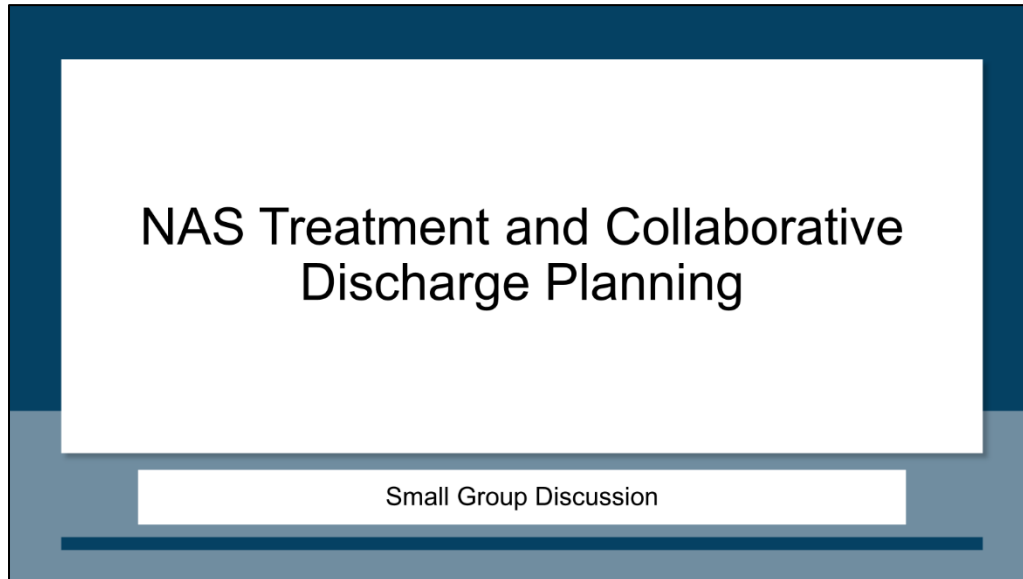 NAS Treatment and Collaborative
Discharge Planning
Small Group Discussion